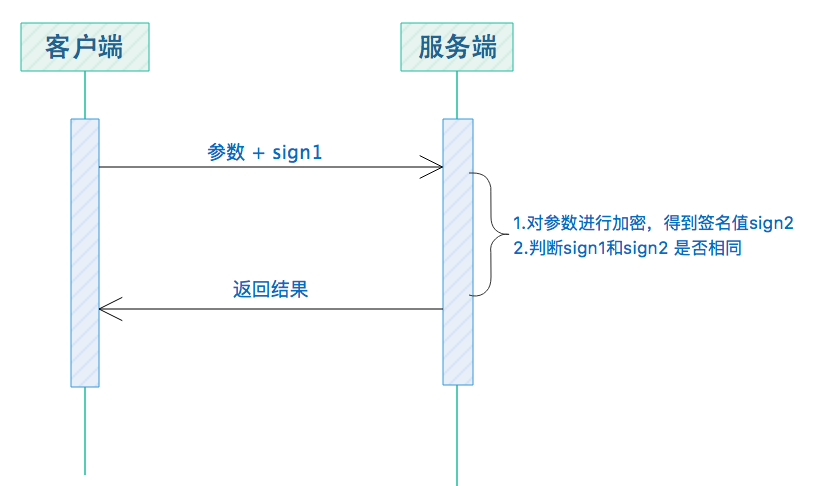 客户端
服务端
参数 + sign1
1.对参数进行加密，得到签名值sign2
2.判断sign1和sign2 是否相同
返回结果